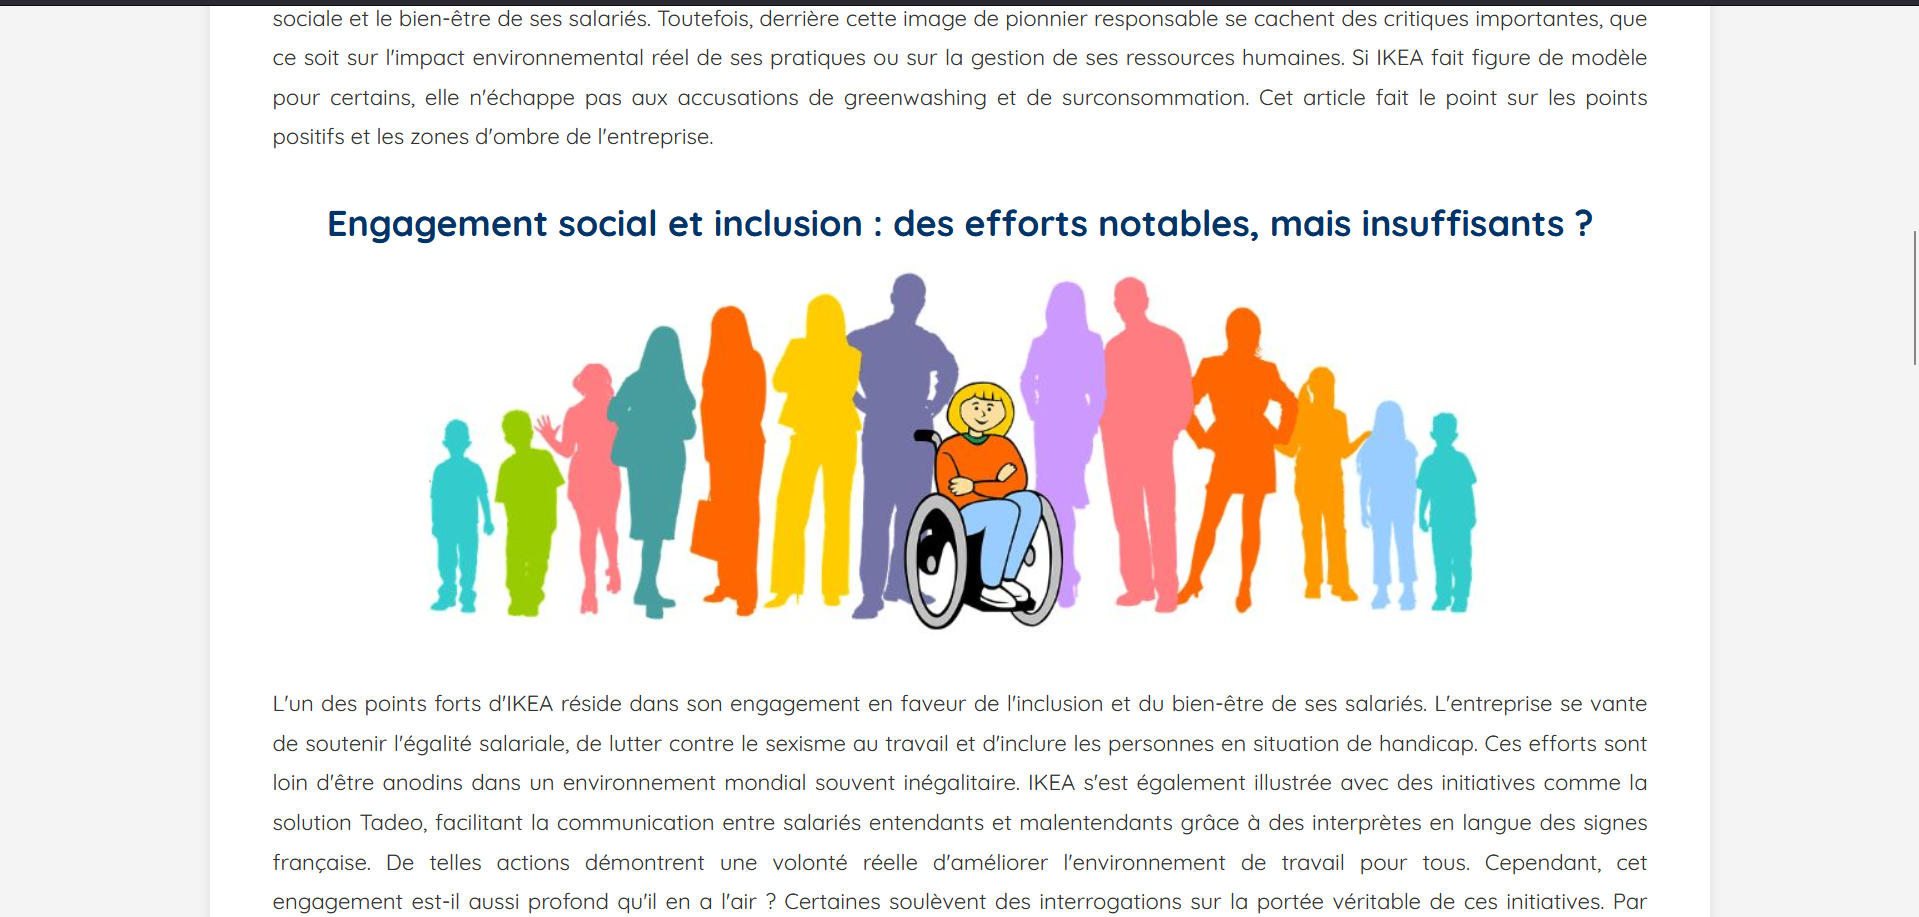 sociale et le bien-être de ses salariés. Toutefois, derrière cette image de pionnier responsable se cachent des critiques importantes, que
ce soit sur l'impact environnemental réel de ses pratiques ou sur la gestion de ses ressources humaines. Si IKEA fait figure de modèle
pour certains, elle n'échappe pas aux accusations de greenwashing et de surconsommation. Cet article fait le point sur les points
positifs et les zones d'ombre de l'entreprise.
Engagement social et inclusion : des efforts notables, mais insuffisants ?
L'un des points forts d'IKEA réside dans son engagement en faveur de l'inclusion et du bien-être de ses salariés. L'entreprise se vante
de soutenir l'égalité salariale, de lutter contre le sexisme au travail et d'inclure les personnes en situation de handicap. Ces efforts sont
loin d'être anodins dans un environnement mondial souvent inégalitaire. IKEA s'est également illustrée avec des initiatives comme la
solution Tadeo, facilitant la communication entre salariés entendants et malentendants grâce à des interprètes en langue des signes
française. De telles actions démontrent une volonté réelle d'améliorer l'environnement de travail pour tous. Cependant, cet
engagement est-il aussi profond qu'il en a l'air ? Certaines soulèvent des interrogations sur la portée véritable de ces initiatives. Par